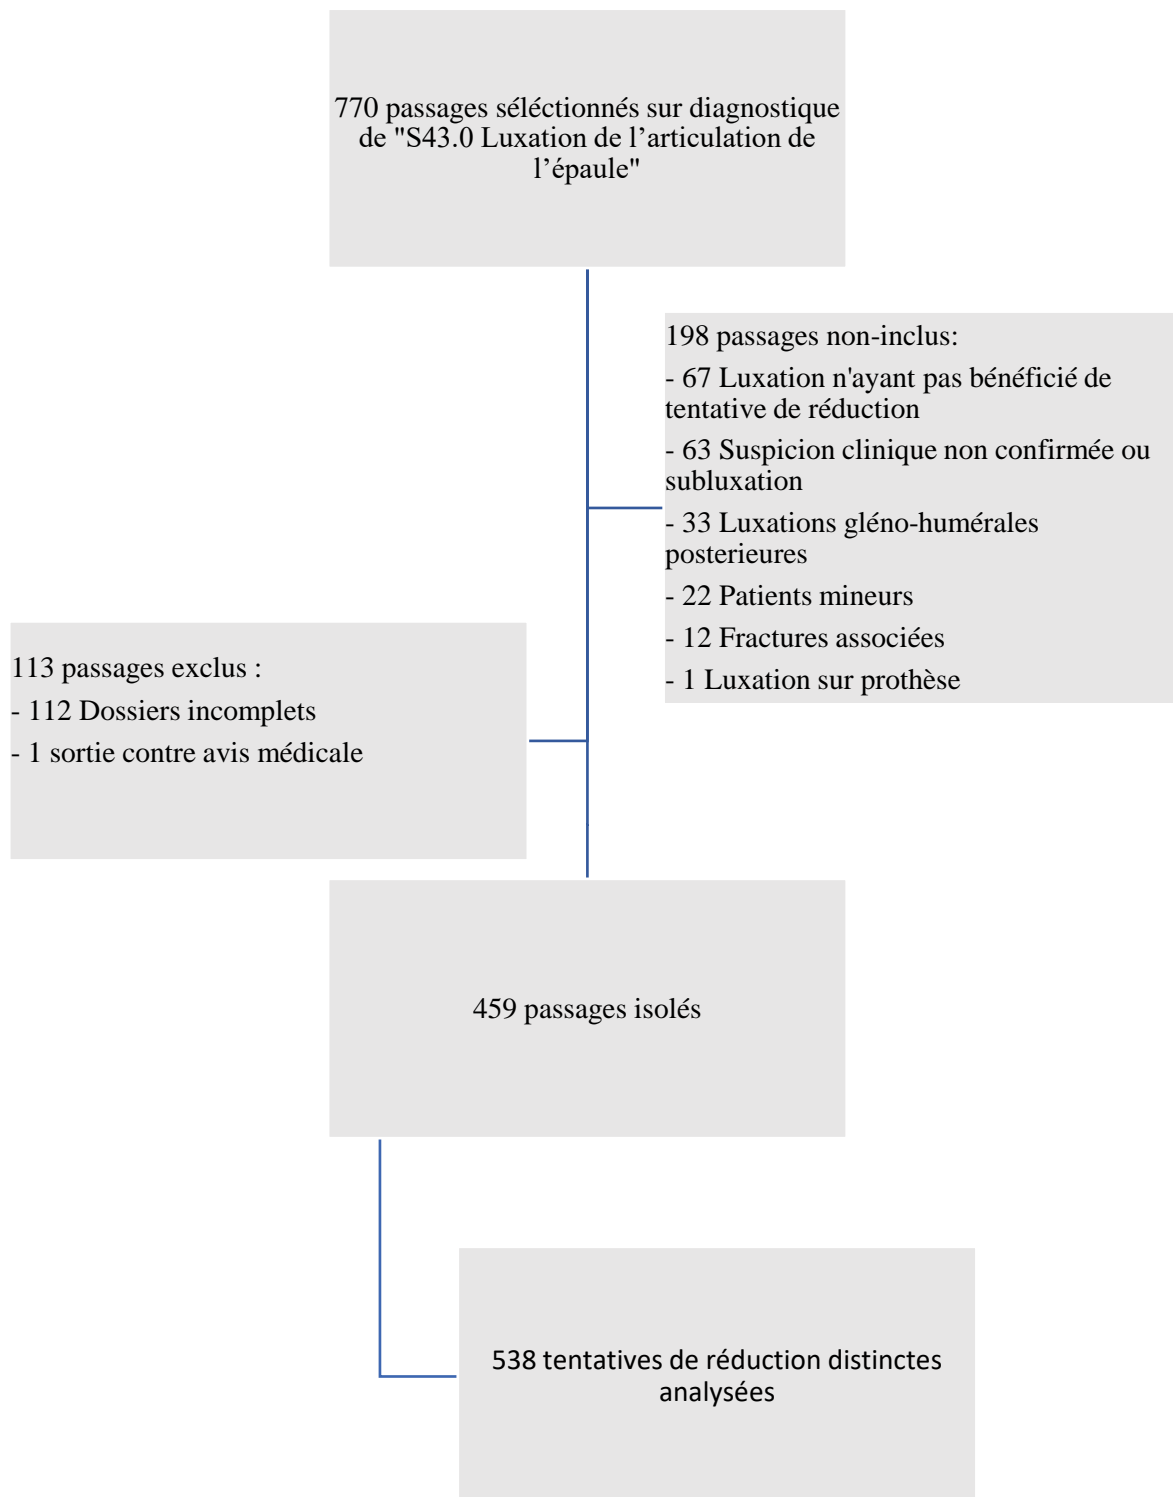 770 passages séléctionnés sur diagnostique
de "S43.0 Luxation de l’articulation de
l’épaule"
198 passages non-inclus:
- 67 Luxation n'ayant pas bénéficié de
tentative de réduction
- 63 Suspicion clinique non confirmée ou
subluxation
- 33 Luxations gléno-humérales
posterieures
- 22 Patients mineurs
- 12 Fractures associées
- 1 Luxation sur prothèse
113 passages exclus :
- 112 Dossiers incomplets
- 1 sortie contre avis médicale
459 passages isolés
538 tentatives de réduction distinctes
analysées